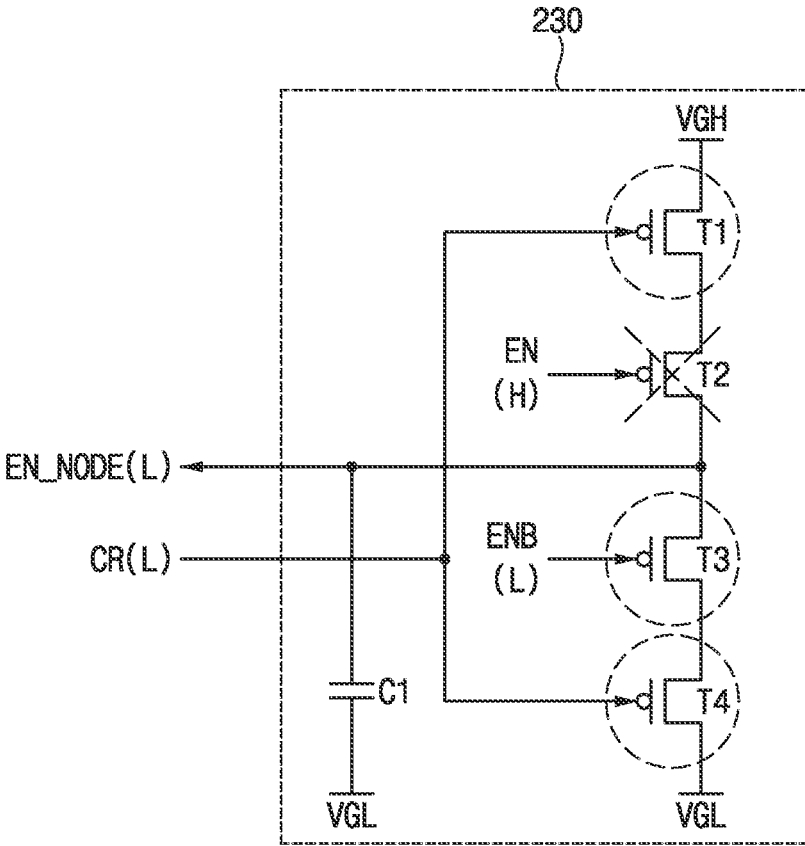 230
VGH
T1
EN
(H)
T2
EN_NODE(L)
CR(L)
ENB
(L)
T3
C1
T4
VGL
VGL